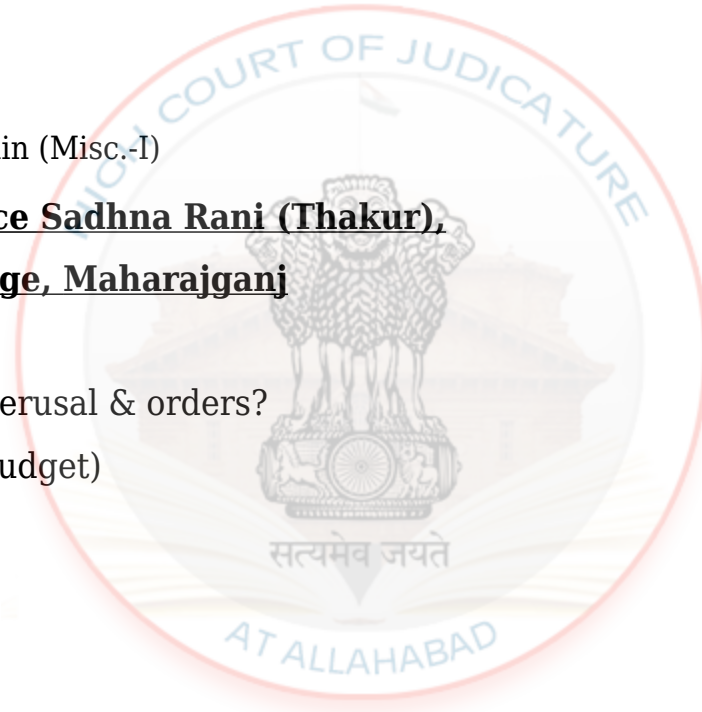 HIGH COURT OF JUDICATURE
in (Misc.-I)
ce Sadhna Rani (Thakur),
ge, Maharajganj
erusal & orders?
udget)
सत्यमेव जयते
AT ALLAHABAD